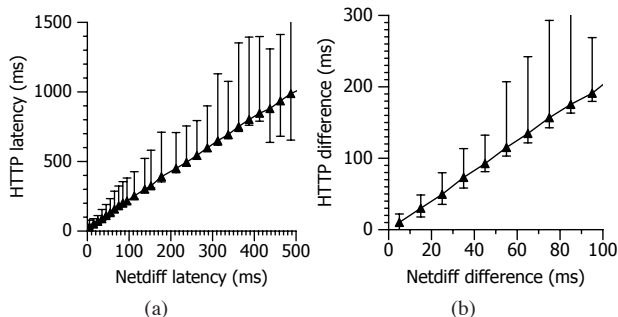 1500
1000
500
0
HTTP latency (ms)
0 100 200 300 400 500
Netdiff latency (ms)
(a)
300
200
100
0
HTTP difference (ms)
0 20 40 60 80 100
Netdiff difference (ms)
(b)